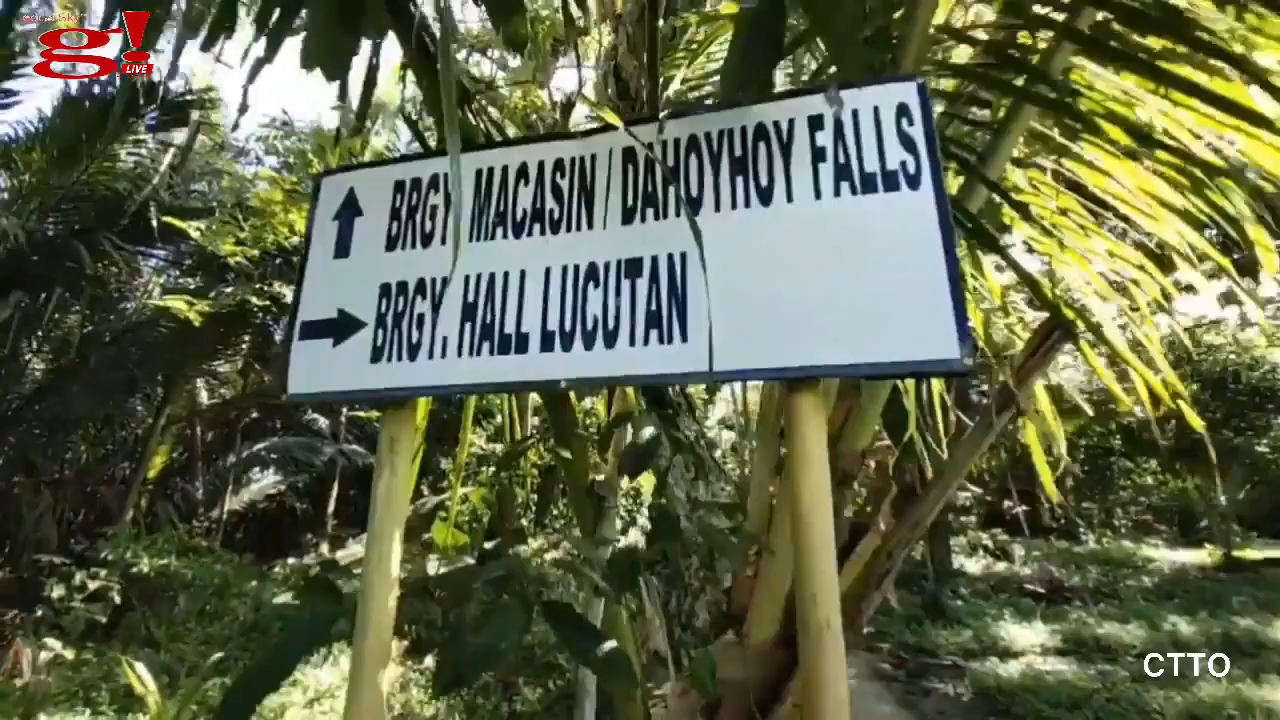 g! LIVE
BRGY. MACASIN / DAHOYHOY FALLS
BRGY. HALL LUCUTAN
CTTO